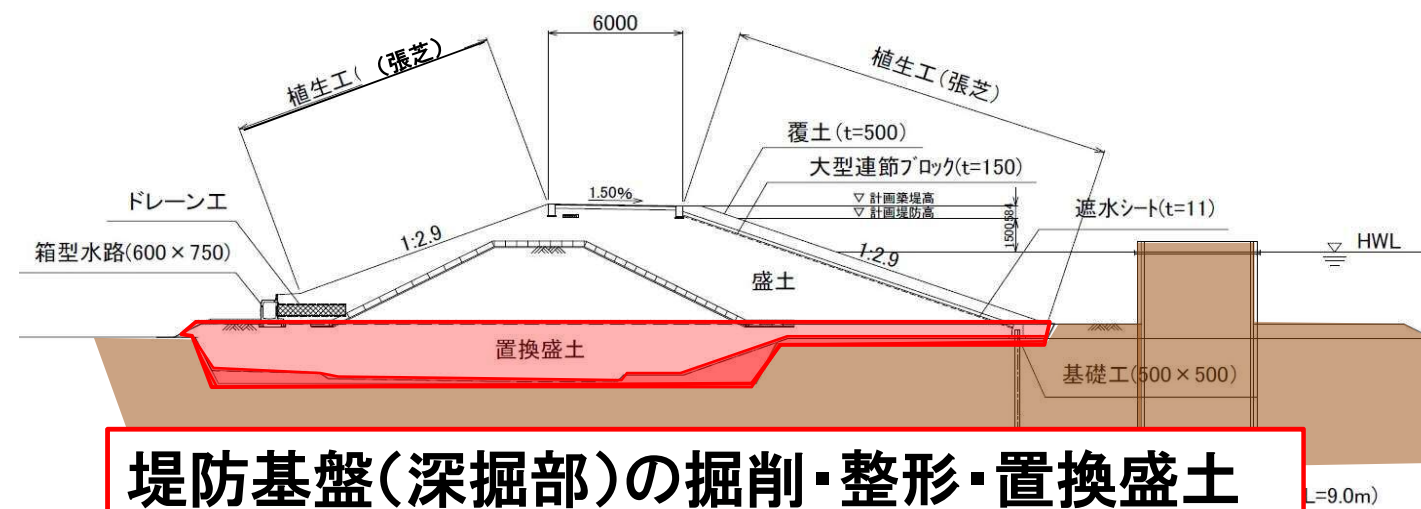 6000
植生工(
(張芝)
植生工(張芝)
覆土(t=500)
大型連節ブロック(t=150)
ドレーン工
1.50%
▽ 計画築堤高
▽ 計画堤防高
584
1500
遮水シート(t=11)
箱型水路(600×750)
1:2.9
1:2.9
▽ HWL
盛土
置換盛土
基礎工(500×500)
堤防基盤(深掘部)の掘削・整形・置換盛土
L=9.0m)